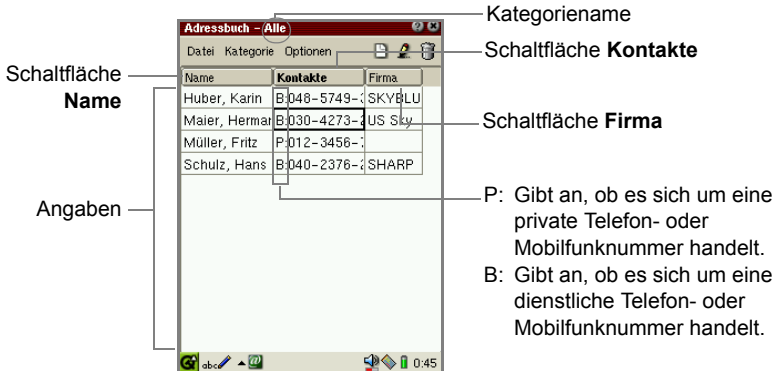 Kategoriename
Adressbuch – Alle
Datei Kategorie Optionen
Schaltfläche Kontakte
Schaltfläche
Name
Name Kontakte Firma
Huber, Karin B:048-5749- SKYBLU
Maier, Herman B:030-4273-2 US Sky
Schaltfläche Firma
Müller, Fritz P:012-3456-
Schulz, Hans B:040-2376-2 SHARP
Angaben
P: Gibt an, ob es sich um eine
private Telefon- oder
Mobilfunknummer handelt.
B: Gibt an, ob es sich um eine
dienstliche Telefon- oder
Mobilfunknummer handelt.
abc 0:45